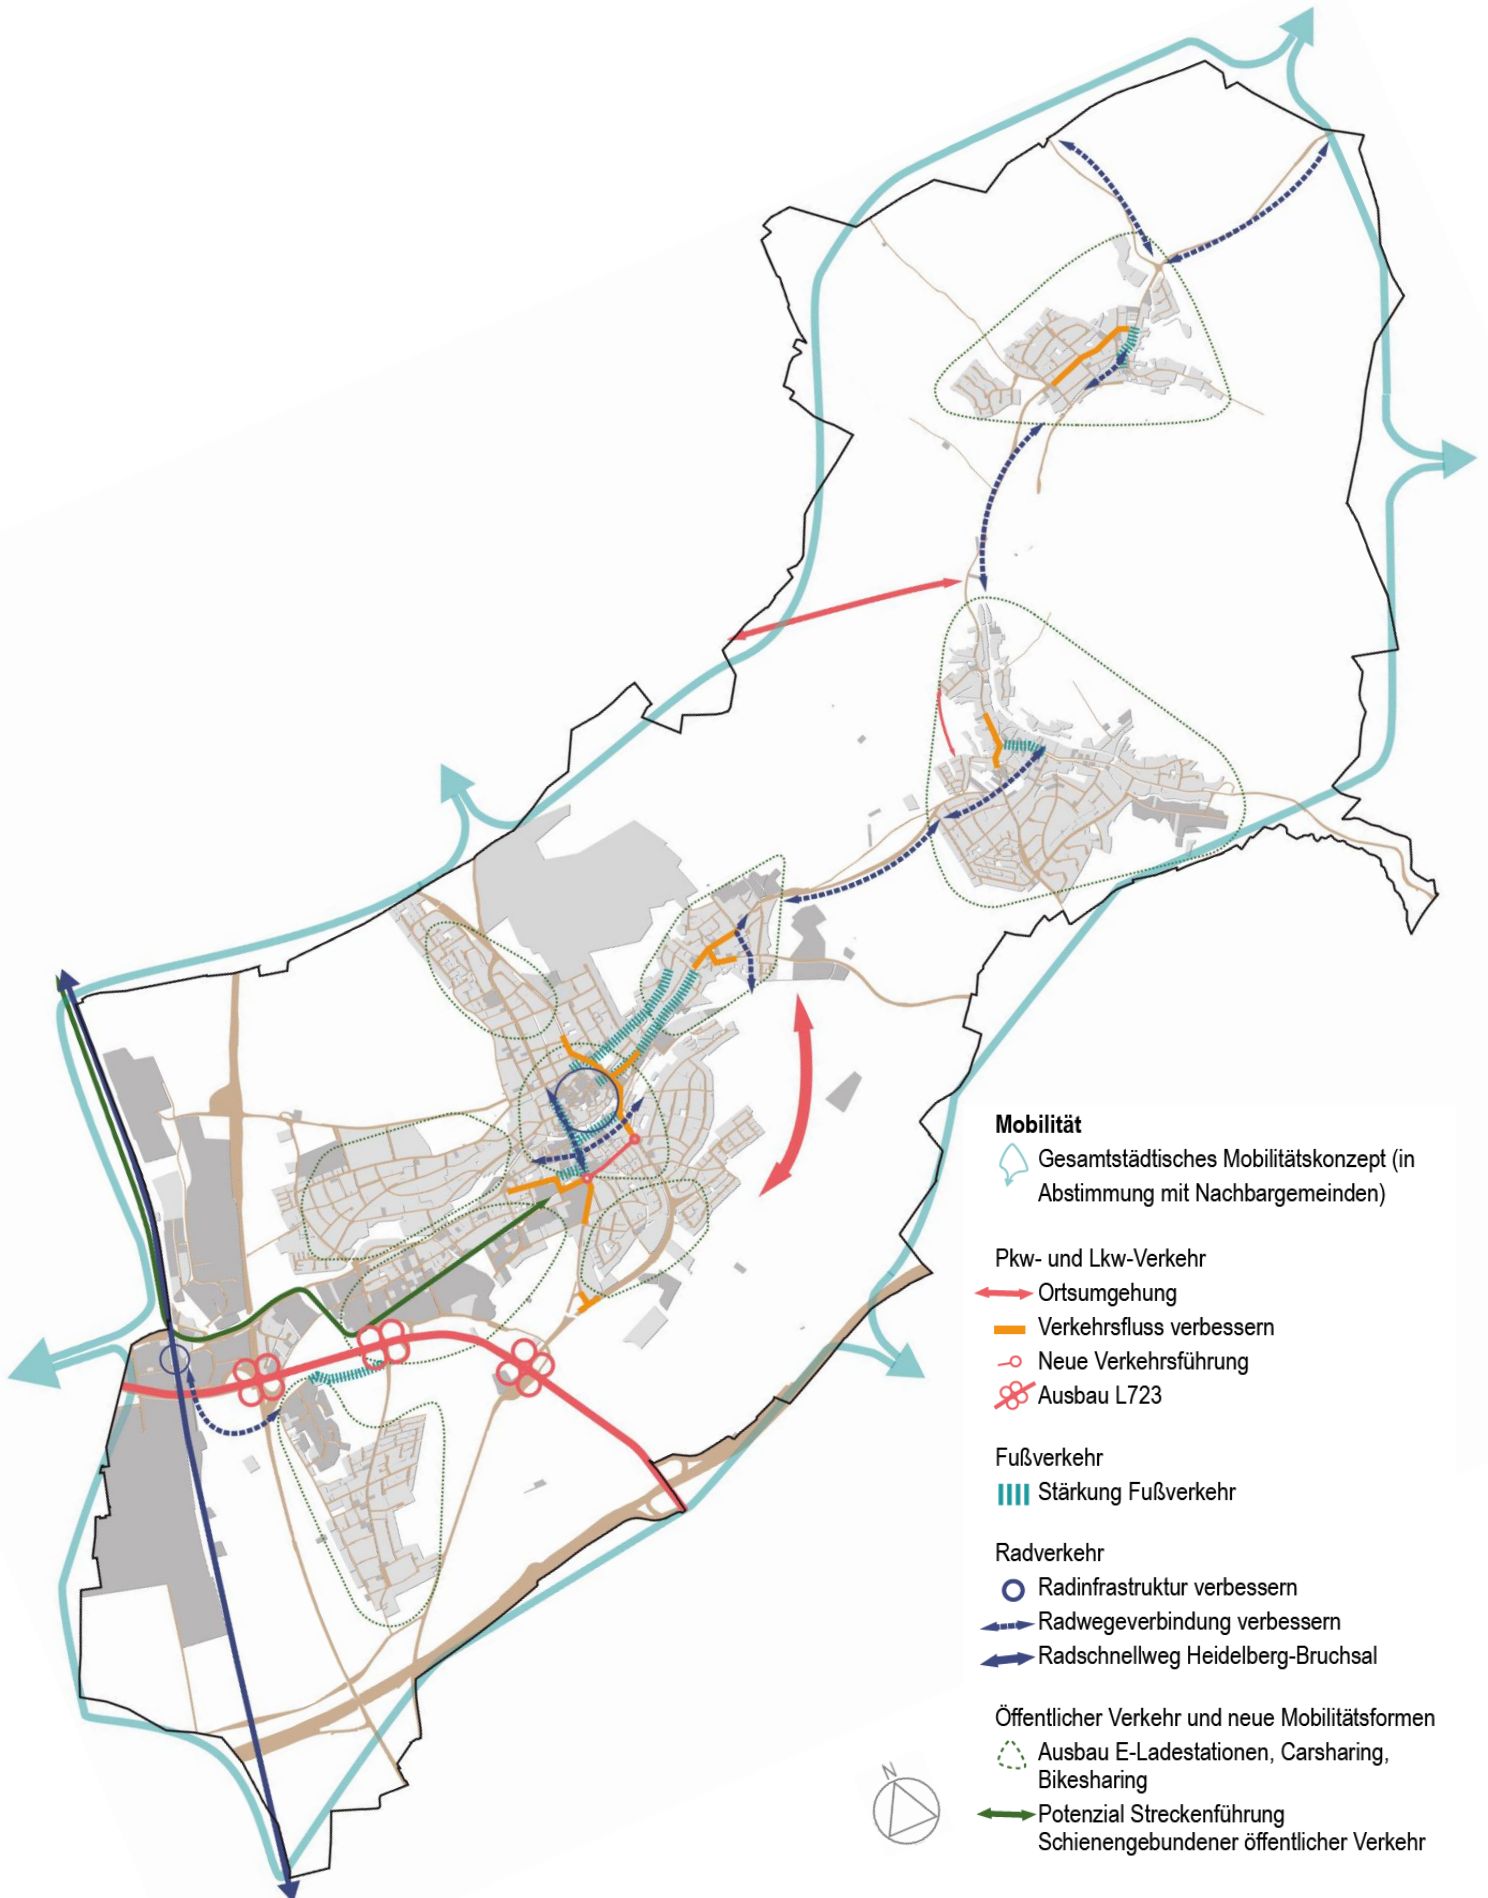 Mobilität
Gesamtstädtisches Mobilitätskonzept (in
Abstimmung mit Nachbargemeinden)
Pkw- und Lkw-Verkehr
Ortsumgehung
Verkehrsfluss verbessern
Neue Verkehrsführung
Ausbau L723
Fußverkehr
Stärkung Fußverkehr
Radverkehr
Radinfrastruktur verbessern
Radwegeverbindung verbessern
Radschnellweg Heidelberg-Bruchsal
Öffentlicher Verkehr und neue Mobilitätsformen
Ausbau E-Ladestationen, Carsharing,
Bikesharing
Potenzial Streckenführung
Schienengebundener öffentlicher Verkehr
N